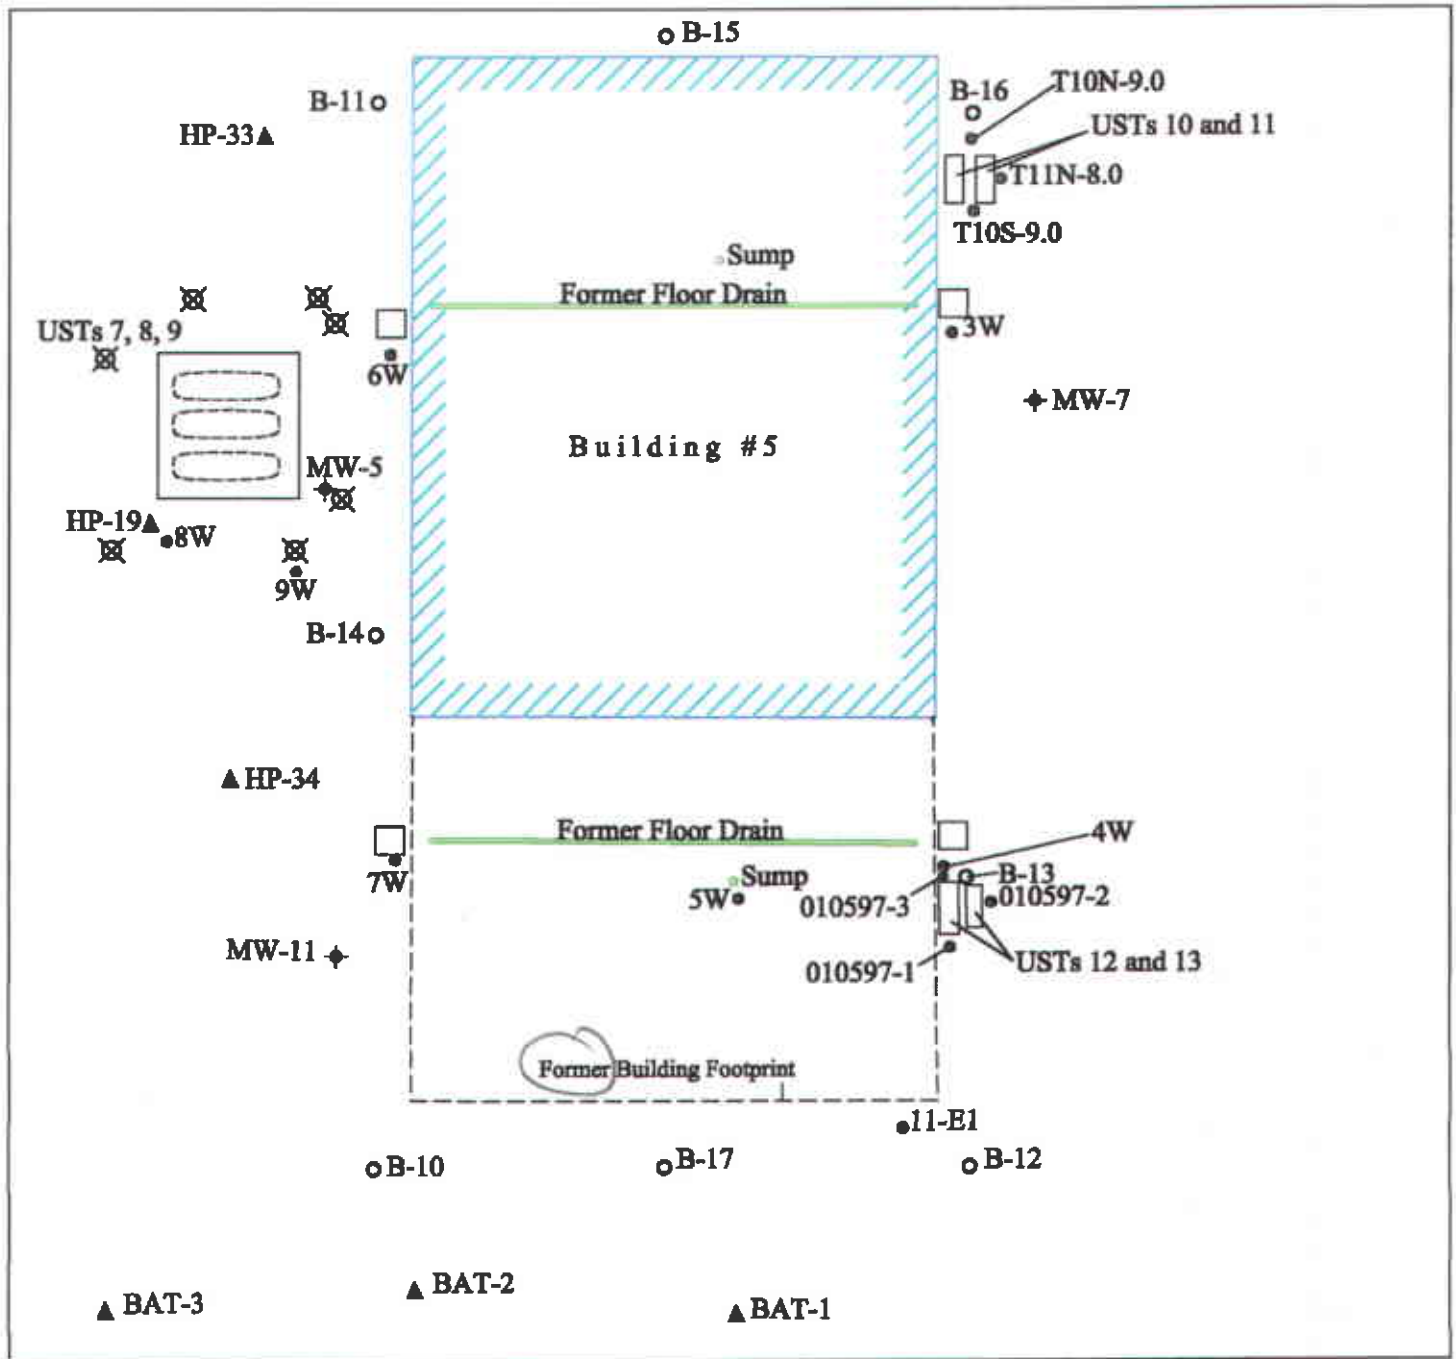 B-15
B-11
B-16
T10N-9.0
HP-33
USTs 10 and 11
T11N-8.0
T10S-9.0
Sump
Former Floor Drain
USTs 7, 8, 9
3W
6W
MW-7
Building #5
MW-5
HP-19
8W
9W
B-14
HP-34
Former Floor Drain
4W
7W
Sump
B-13
5W
010597-3
010597-2
MW-11
USTs 12 and 13
010597-1
Former Building Footprint
11-E1
B-10
B-17
B-12
BAT-2
BAT-3
BAT-1